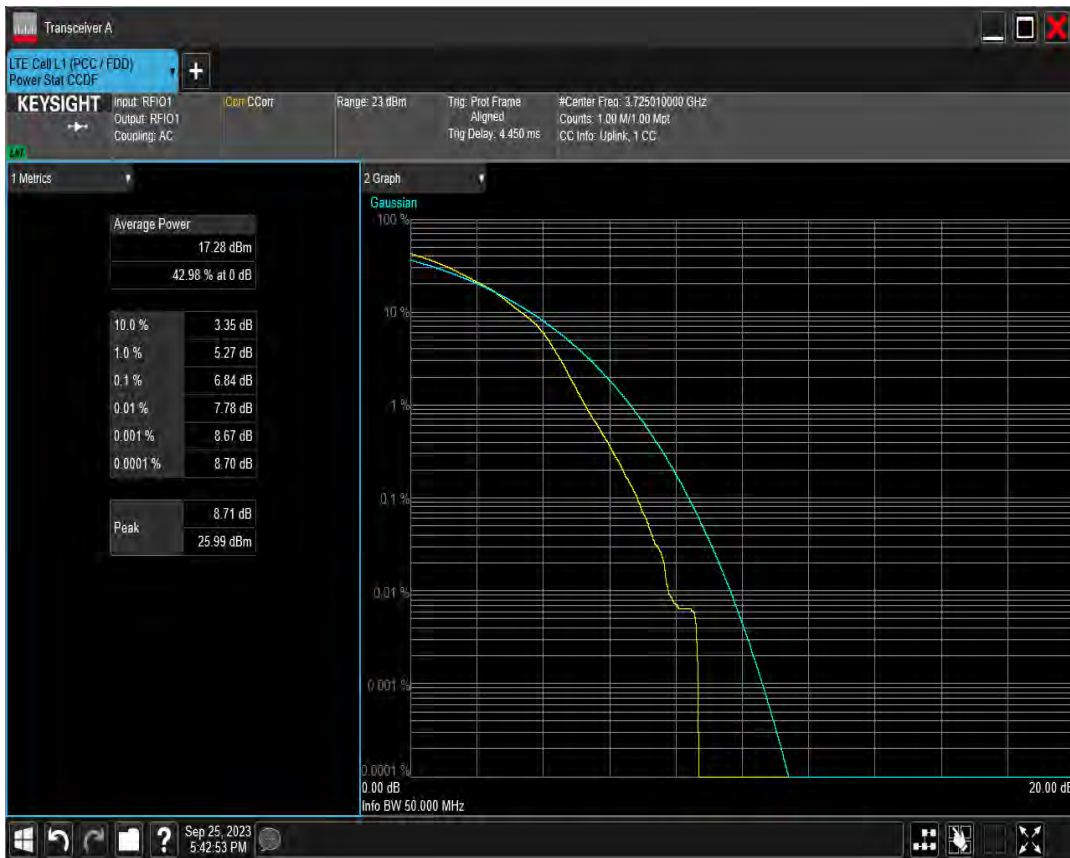 Transceiver A
LTE Cell L1 (PCC / FDD)
Power Stat CCDF
KEYSIGHT
Input: RFIO1
Output: RFIO1
Coupling: AC
Corr CCorr
Range: 23 dBm
Trig: Prot Frame
Aligned
Trig Delay: 4.450 ms
#Center Freq: 3.725010000 GHz
Counts: 1.00 M/1.00 Mpt
CC Info: Uplink, 1 CC
LXI
1 Metrics
Average Power
17.28 dBm
42.98 % at 0 dB
10.0 % 3.35 dB
1.0 % 5.27 dB
0.1 % 6.84 dB
0.01 % 7.78 dB
0.001 % 8.67 dB
0.0001 % 8.70 dB
Peak
8.71 dB
25.99 dBm
2 Graph
Gaussian
100 %
10 %
1 %
0.1 %
0.01 %
0.001 %
0.0001 %
0.00 dB
20.00 dB
Info BW 50.000 MHz
?
Sep 25, 2023
5:42:53 PM